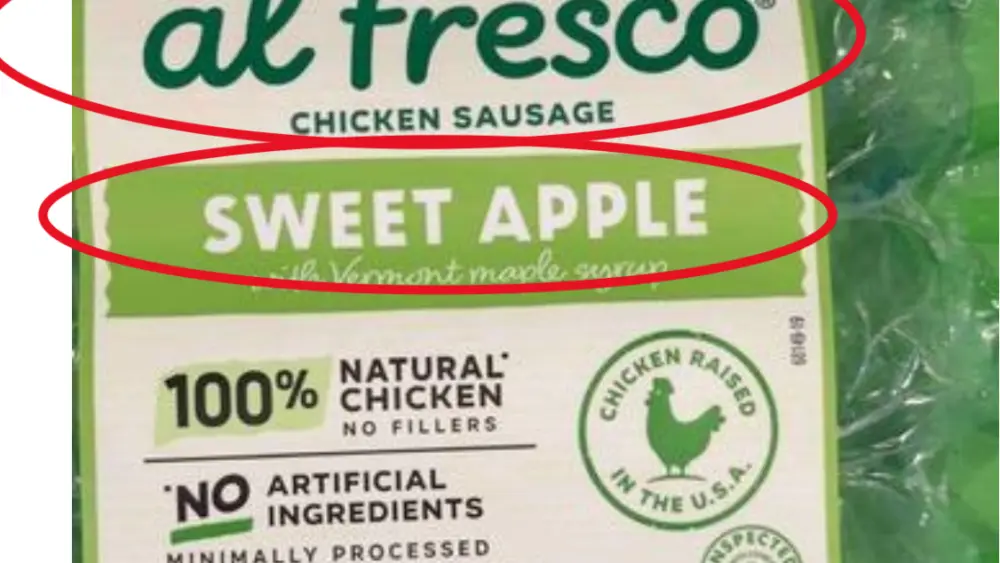 al fresco®
CHICKEN SAUSAGE
SWEET APPLE
with Vermont maple syrup
100% NATURAL*
CHICKEN
NO FILLERS
*NO ARTIFICIAL
INGREDIENTS
MINIMALLY PROCESSED
CHICKEN RAISED
IN THE U.S.A.
INSPECTED